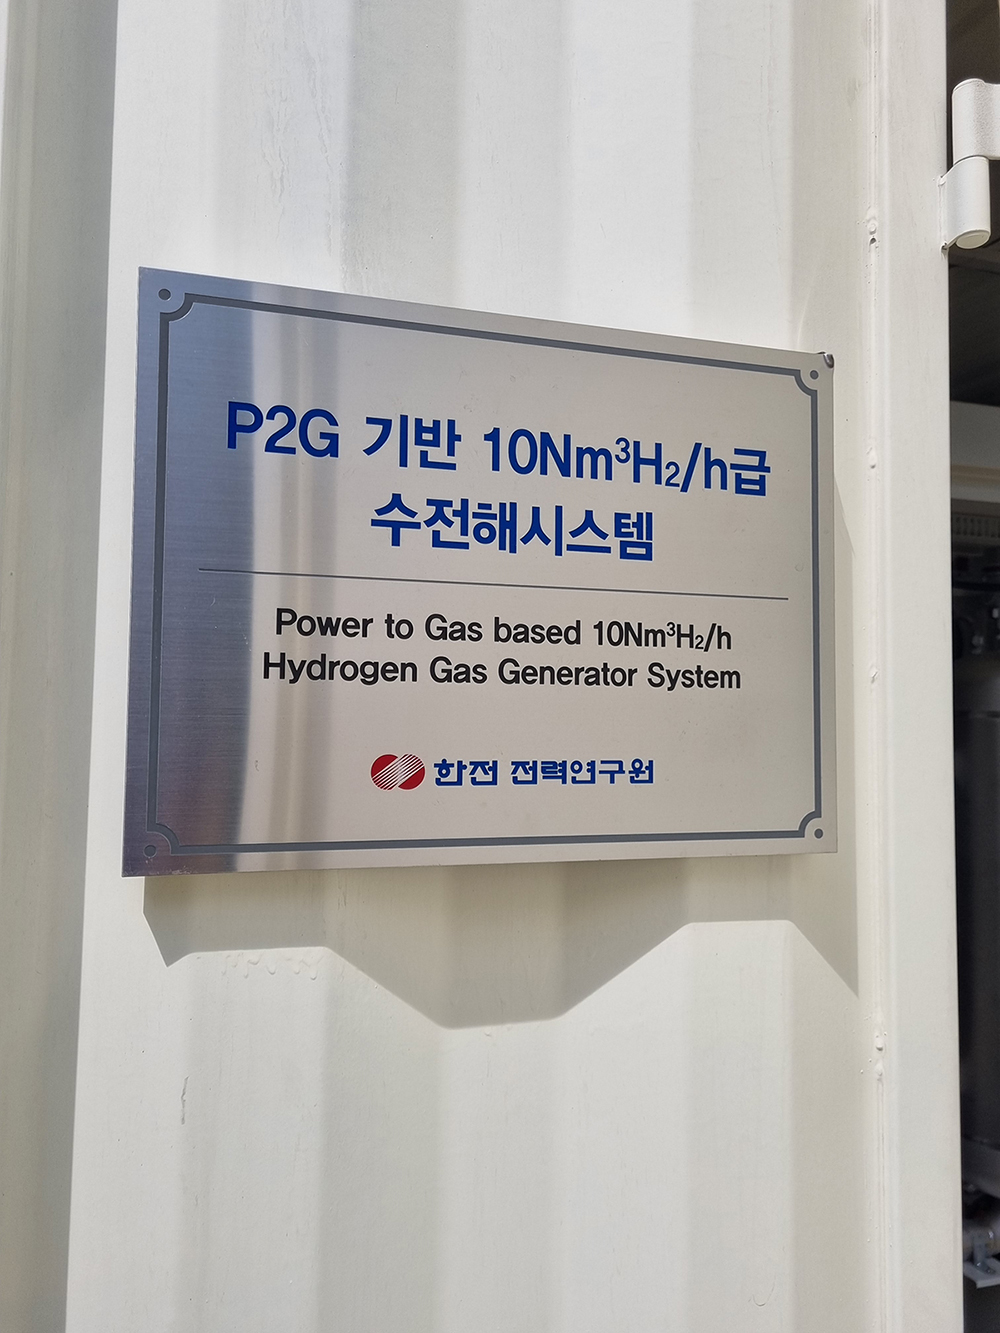 P2G 기반 10Nm³H₂/h급
수전해시스템
Power to Gas based 10Nm³H₂/h
Hydrogen Gas Generator System
한전 전력연구원